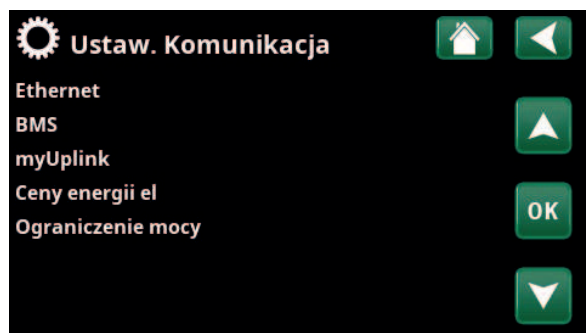 Ustaw. Komunikacja
Ethernet
BMS
myUplink
Ceny energii el
OK
Ograniczenie mocy